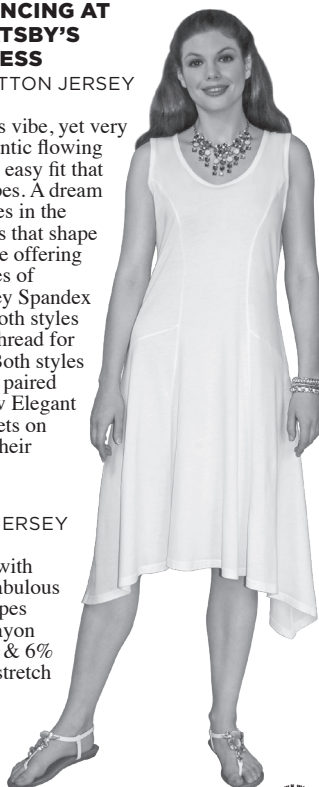 NCING AT
TSBY’S
ESS
TTON JERSEY
s vibe, yet very
ntic flowing
easy fit that
pes. A dream
es in the
s that shape
e offering
es of
ey Spandex
oth styles
hread for
Both styles
paired
w Elegant
ets on
heir
ERSEY
with
abulous
pes
ayon
& 6%
stretch